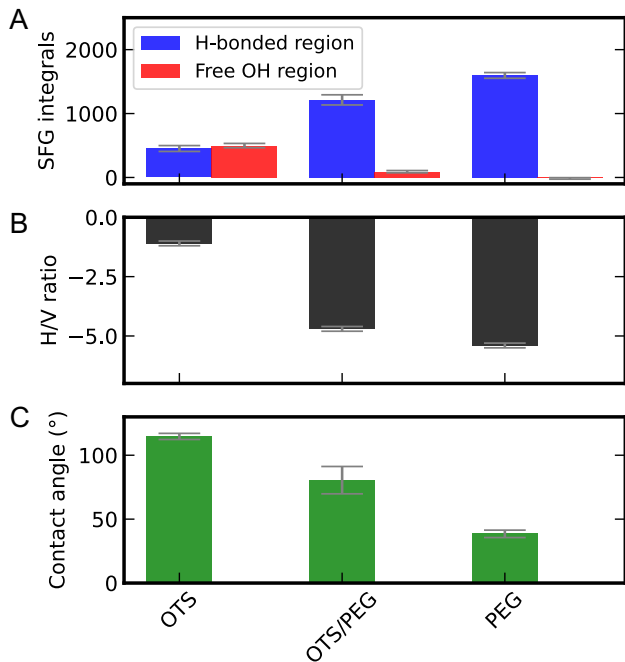 A
2000
1000
0
SFG integrals
H-bonded region
Free OH region
B
0.0
−2.5
−5.0
H/V ratio
C
100
50
0
Contact angle (°)
OTS
OTS/PEG
PEG